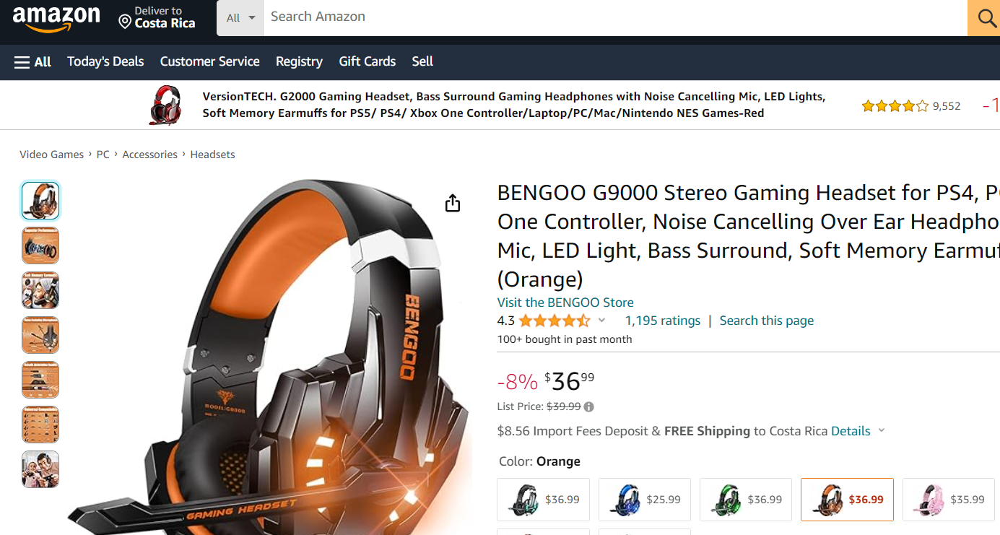 amazon
Deliver to
Costa Rica
All
Search Amazon
All Today's Deals Customer Service Registry Gift Cards Sell
VersionTECH. G2000 Gaming Headset, Bass Surround Gaming Headphones with Noise Cancelling Mic, LED Lights,
Soft Memory Earmuffs for PS5/ PS4/ Xbox One Controller/Laptop/PC/Mac/Nintendo NES Games-Red
9,552
-1
Video Games › PC › Accessories › Headsets
BENGOO
MODEL:G9000
GAMING HEADSET
BENGOO G9000 Stereo Gaming Headset for PS4, P
One Controller, Noise Cancelling Over Ear Headpho
Mic, LED Light, Bass Surround, Soft Memory Earmuf
(Orange)
Visit the BENGOO Store
4.3 1,195 ratings | Search this page
100+ bought in past month
-8% $36 99
List Price: $39.99
$8.56 Import Fees Deposit & FREE Shipping to Costa Rica Details
Color: Orange
$36.99 $25.99 $36.99 $36.99 $35.99